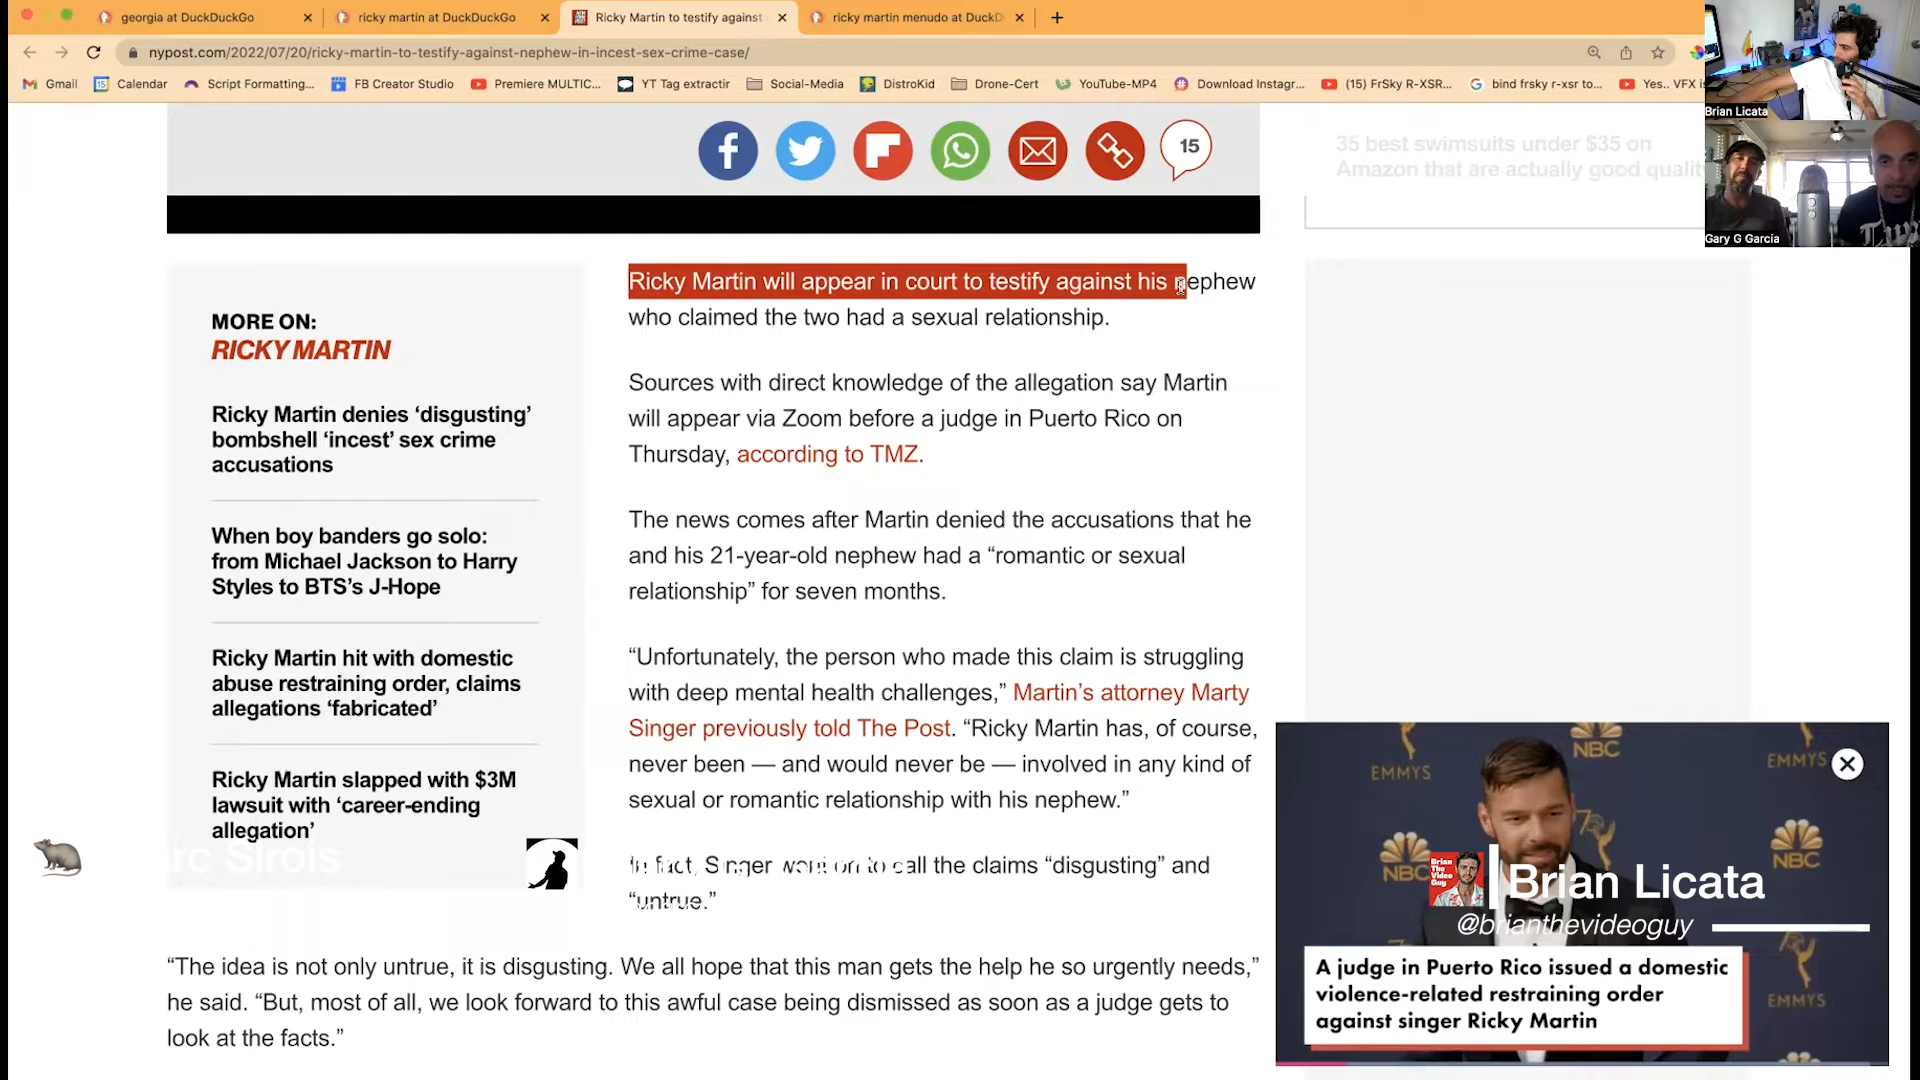 georgia at DuckDuckGo
ricky martin at DuckDuckGo
Ricky Martin to testify against
ricky martin menudo at DuckD
nypost.com/2022/07/20/ricky-martin-to-testify-against-nephew-in-incest-sex-crime-case/
Gmail
Calendar
Script Formatting...
FB Creator Studio
Premiere MULTIC...
YT Tag extractir
Social-Media
DistroKid
Drone-Cert
YouTube-MP4
Download Instagr...
(15) FrSky R-XSR...
bind frsky r-xsr to...
Yes.. VFX is
Brian Licata
Gary G Garcia
15
35 best swimsuits under $35 on
Amazon that are actually good qualit
MORE ON:
RICKY MARTIN
Ricky Martin denies ‘disgusting’
bombshell ‘incest’ sex crime
accusations
When boy banders go solo:
from Michael Jackson to Harry
Styles to BTS’s J-Hope
Ricky Martin hit with domestic
abuse restraining order, claims
allegations ‘fabricated’
Ricky Martin slapped with $3M
lawsuit with ‘career-ending
allegation’
Ricky Martin will appear in court to testify against his nephew
who claimed the two had a sexual relationship.
Sources with direct knowledge of the allegation say Martin
will appear via Zoom before a judge in Puerto Rico on
Thursday, according to TMZ.
The news comes after Martin denied the accusations that he
and his 21-year-old nephew had a “romantic or sexual
relationship” for seven months.
“Unfortunately, the person who made this claim is struggling
with deep mental health challenges,” Martin’s attorney Marty
Singer previously told The Post. “Ricky Martin has, of course,
never been — and would never be — involved in any kind of
sexual or romantic relationship with his nephew.”
In fact, Singer went on to call the claims “disgusting” and
“untrue.”
“The idea is not only untrue, it is disgusting. We all hope that this man gets the help he so urgently needs,”
he said. “But, most of all, we look forward to this awful case being dismissed as soon as a judge gets to
look at the facts.”
rc Sirois
EMMYS
NBC
EMMYS
NBC
NBC
EMMYS
Brian
The
Video
Guy
Brian Licata
@brianthevideoguy
A judge in Puerto Rico issued a domestic
violence-related restraining order
against singer Ricky Martin